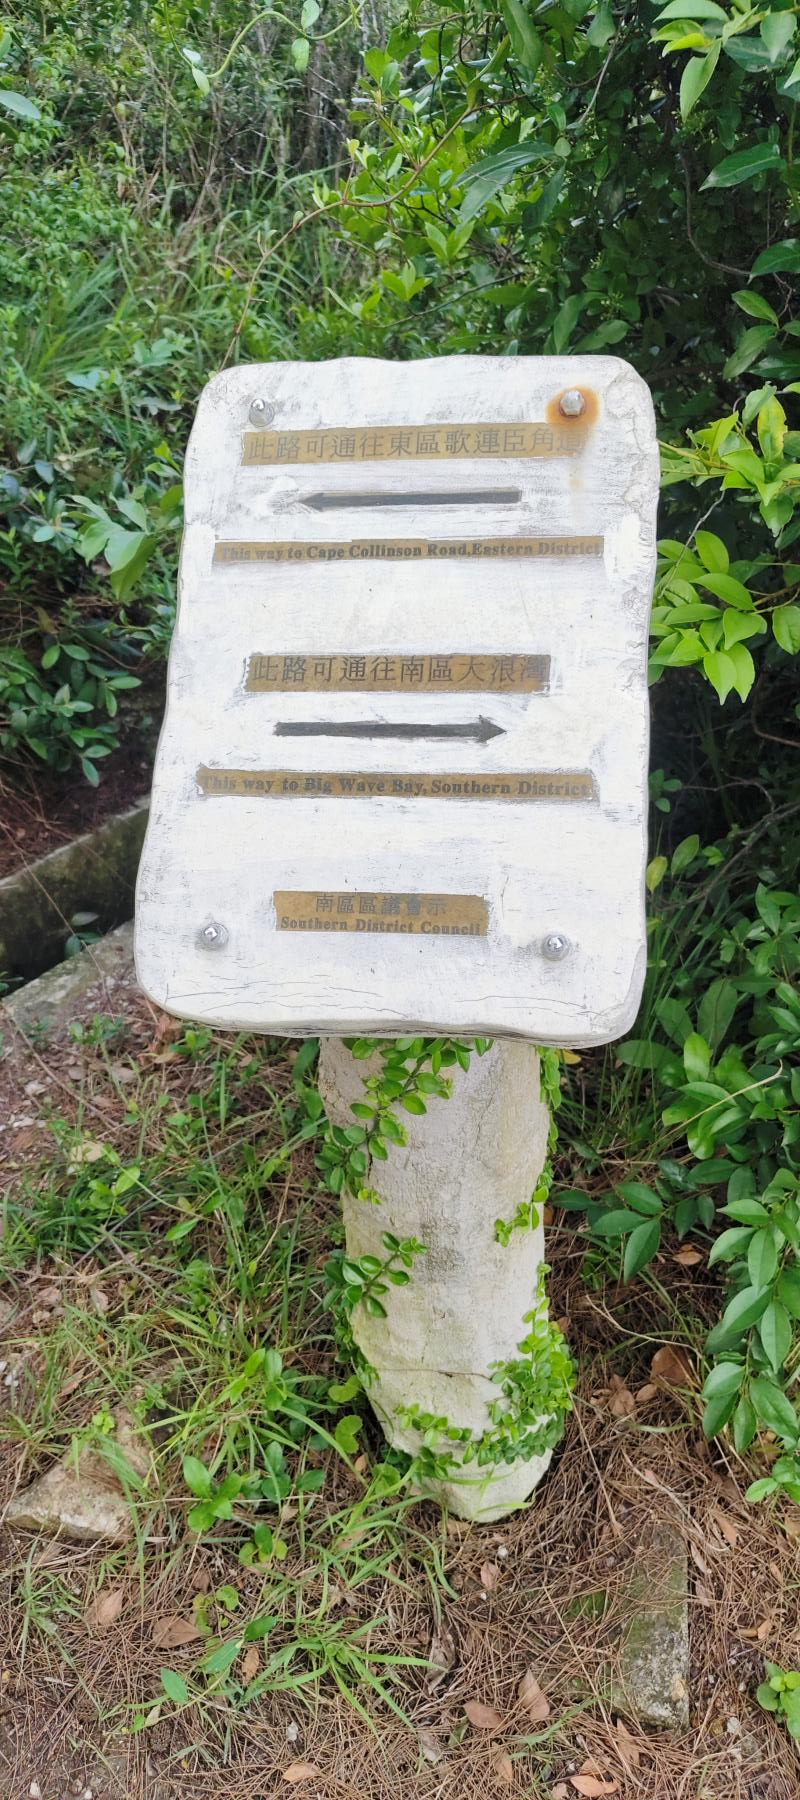 此路可通往東區歌連臣角道
This way to Cape Collinson Road,Eastern District
此路可通往南區大浪灣
This way to Big Wave Bay, Southern District.
南區區議會示
Southern District Council